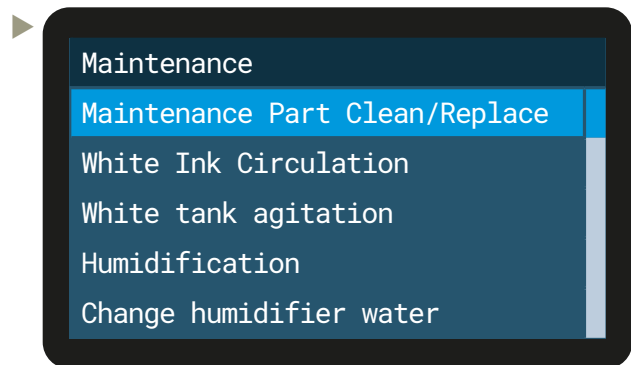 Maintenance
Maintenance Part Clean/Replace
White Ink Circulation
White tank agitation
Humidification
Change humidifier water